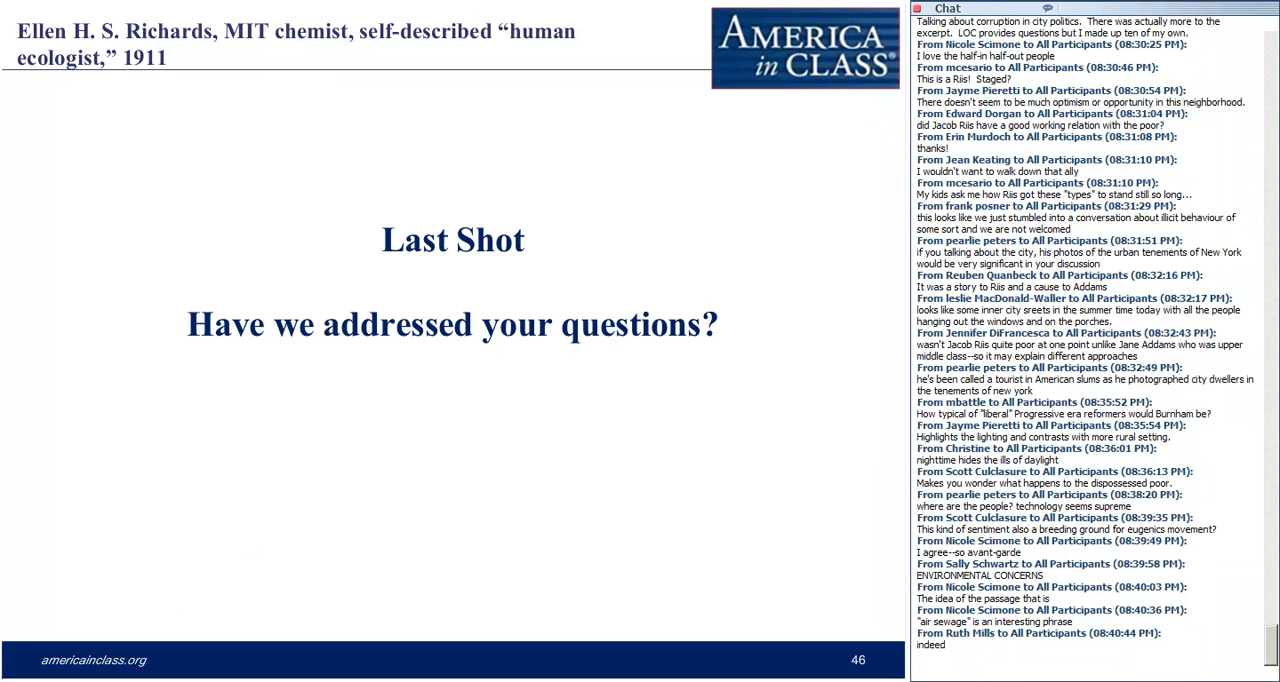 Ellen H. S. Richards, MIT chemist, self-described “human
ecologist,” 1911
AMERICA
in CLASS®
Last Shot
Have we addressed your questions?
americainclass.org
46
Chat
Talking about corruption in city politics. There was actually more to the
excerpt. LOC provides questions but I made up ten of my own.
From Nicole Scimone to All Participants (08:30:25 PM):
I love the half-in half-out people
From mcesario to All Participants (08:30:46 PM):
This is a Riis! Staged?
From Jayme Pieretti to All Participants (08:30:54 PM):
There doesn't seem to be much optimism or opportunity in this neighborhood.
From Edward Dorgan to All Participants (08:31:04 PM):
did Jacob Riis have a good working relation with the poor?
From Erin Murdoch to All Participants (08:31:08 PM):
thanks!
From Jean Keating to All Participants (08:31:10 PM):
I wouldn't want to walk down that ally
From mcesario to All Participants (08:31:10 PM):
My kids ask me how Riis got these "types" to stand still so long...
From frank posner to All Participants (08:31:29 PM):
this looks like we just stumbled into a conversation about illicit behaviour of
some sort and we are not welcomed
From pearlie peters to All Participants (08:31:51 PM):
if you talking about the city, his photos of the urban tenements of New York
would be very significant in your discussion
From Reuben Quanbeck to All Participants (08:32:16 PM):
It was a story to Riis and a cause to Addams
From leslie MacDonald-Waller to All Participants (08:32:17 PM):
looks like some inner city sreets in the summer time today with all the people
hanging out the windows and on the porches.
From Jennifer DiFrancesca to All Participants (08:32:43 PM):
wasn't Jacob Riis quite poor at one point unlike Jane Addams who was upper
middle class--so it may explain different approaches
From pearlie peters to All Participants (08:32:49 PM):
he's been called a tourist in American slums as he photographed city dwellers in
the tenements of new york
From mbattle to All Participants (08:35:52 PM):
How typical of "liberal" Progressive era reformers would Burnham be?
From Jayme Pieretti to All Participants (08:35:54 PM):
Highlights the lighting and contrasts with more rural setting.
From Christine to All Participants (08:36:01 PM):
nighttime hides the ills of daylight
From Scott Culclasure to All Participants (08:36:13 PM):
Makes you wonder what happens to the dispossessed poor.
From pearlie peters to All Participants (08:38:20 PM):
where are the people? technology seems supreme
From Scott Culclasure to All Participants (08:39:35 PM):
This kind of sentiment also a breeding ground for eugenics movement?
From Nicole Scimone to All Participants (08:39:49 PM):
I agree--so avant-garde
From Sally Schwartz to All Participants (08:39:58 PM):
ENVIRONMENTAL CONCERNS
From Nicole Scimone to All Participants (08:40:03 PM):
The idea of the passage that is
From Nicole Scimone to All Participants (08:40:36 PM):
"air sewage" is an interesting phrase
From Ruth Mills to All Participants (08:40:44 PM):
indeed